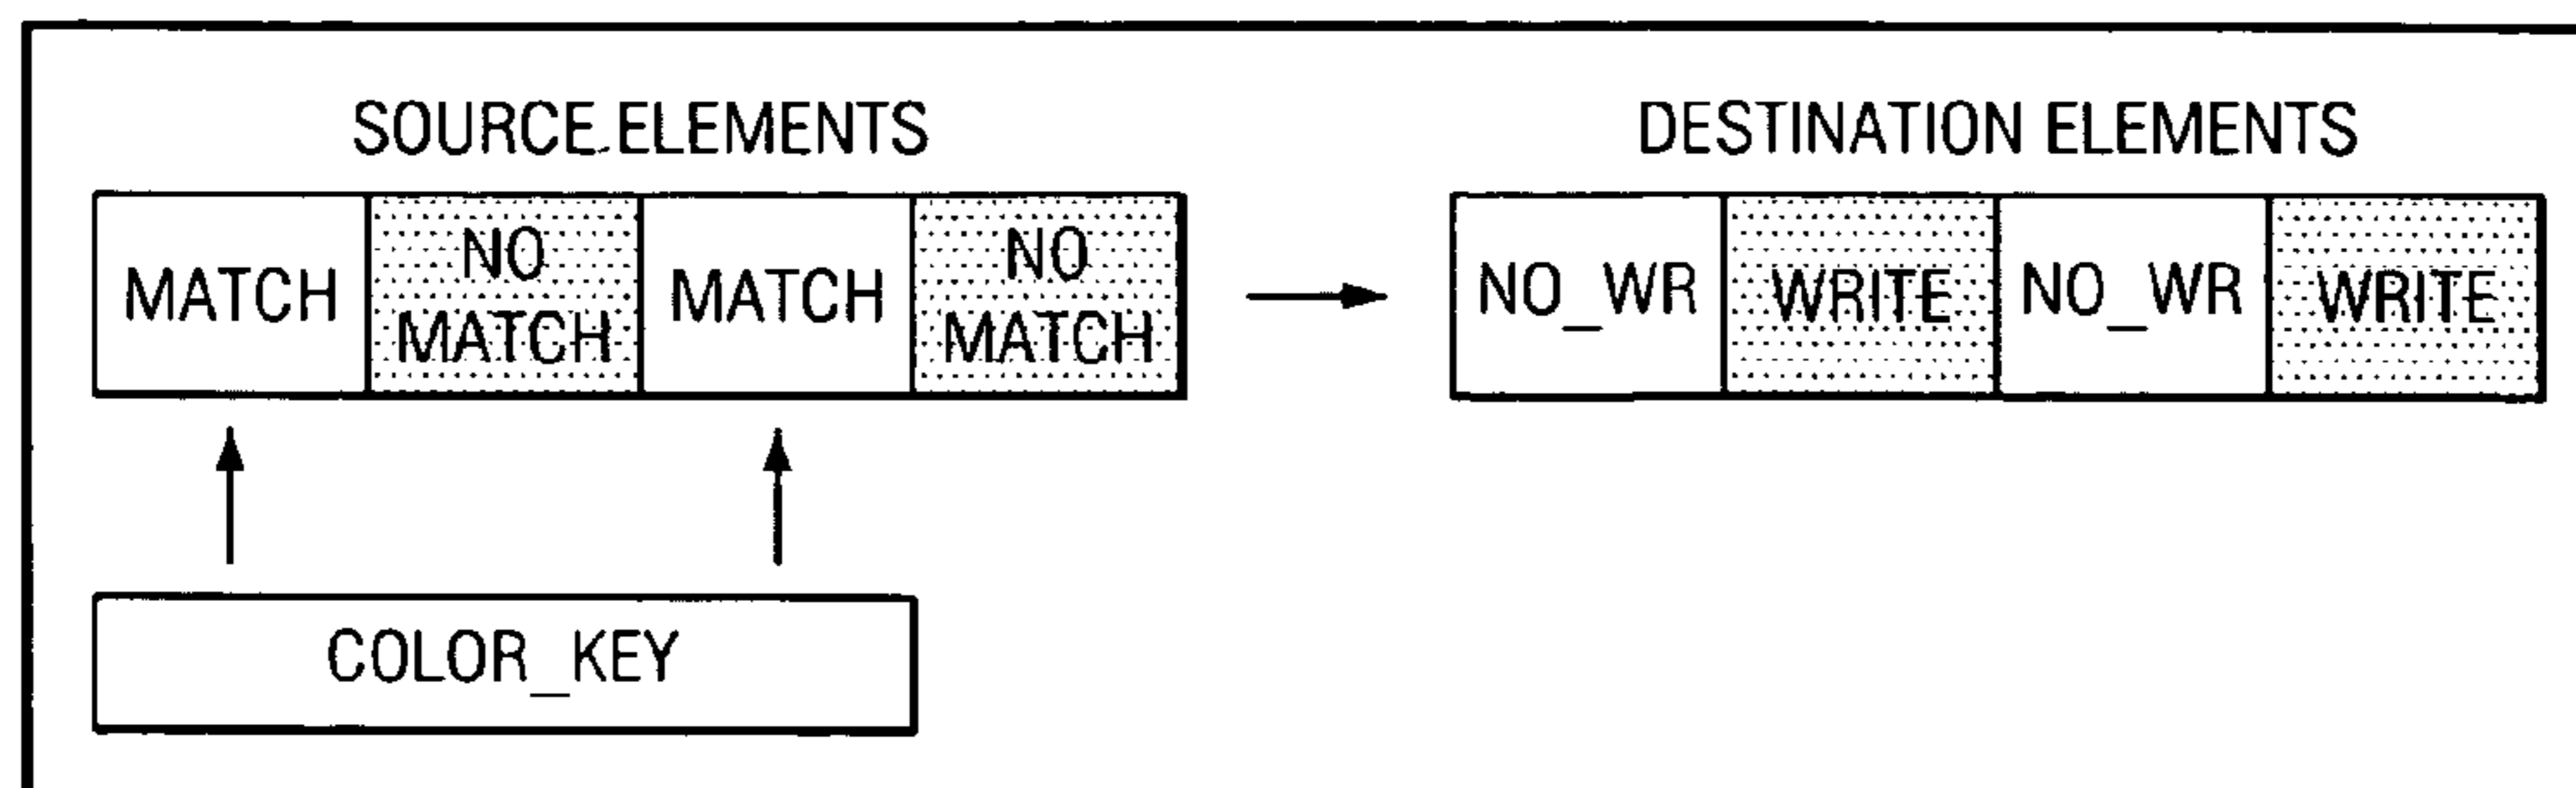 SOURCE ELEMENTS
DESTINATION ELEMENTS
MATCH
NO
MATCH
MATCH
NO
MATCH
NO_WR
WRITE
NO_WR
WRITE
COLOR_KEY